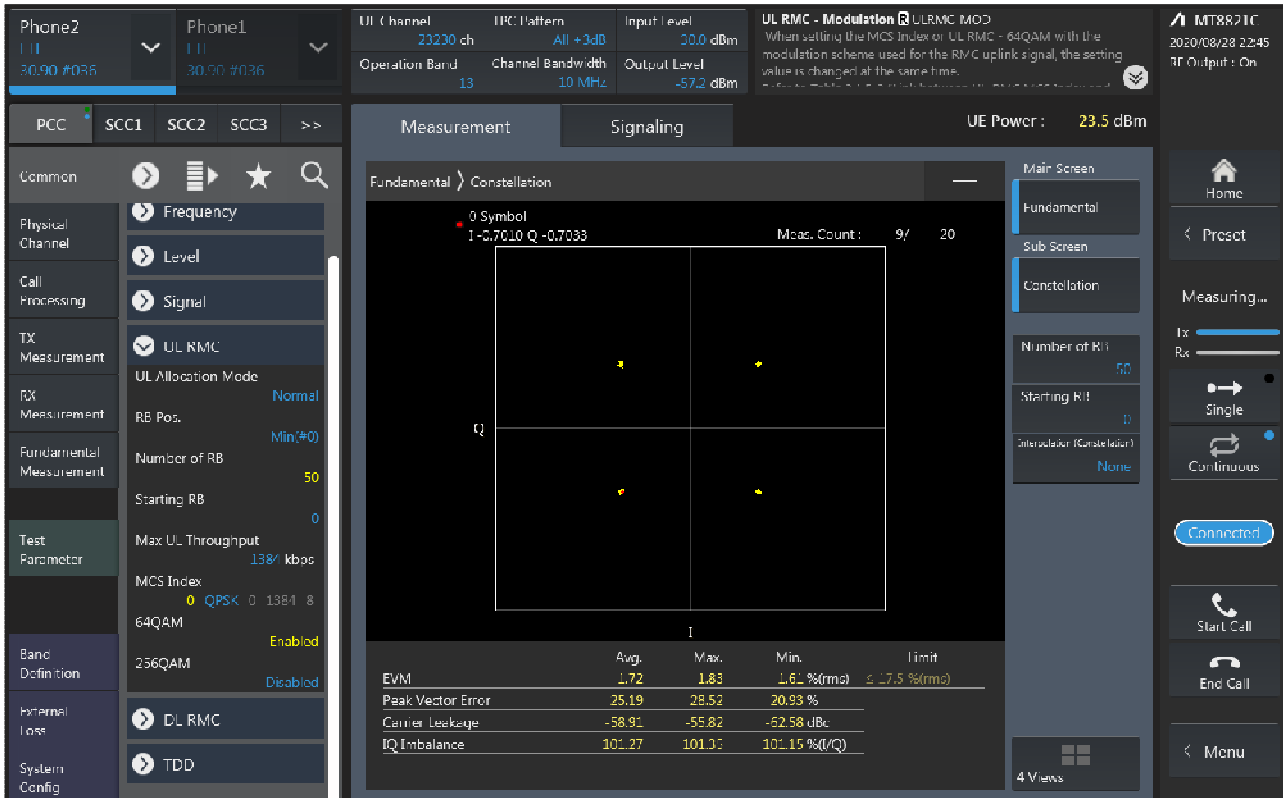 Phone2
30.90 #036
Phone1
30.90 #036
UL Channel
23230 ch
TPC Pattern
All +3dB
Input Level
30.0 dBm
Operation Band
13
Channel Bandwidth
10 MHz
Output Level
-57.2 dBm
UL RMC - Modulation R ULRMC MOD
When setting the MCS Index or UL RMC - 64QAM with the
modulation scheme used for the RMC uplink signal, the setting
value is changed at the same time.
MT8821C
2020/08/28 22:45
RF Output : On
PCC
SCC1
SCC2
SCC3
>>
Measurement
Signaling
UE Power :
23.5 dBm
Common
Physical
Channel
Call
Processing
TX
Measurement
RX
Measurement
Fundamental
Measurement
Test
Parameter
Band
Definition
External
Loss
System
Config
Frequency
Level
Signal
UL RMC
UL Allocation Mode
Normal
RB Pos.
Min(#0)
Number of RB
50
Starting RB
0
Max UL Throughput
1384 kbps
MCS Index
0 QPSK 0 1384 8
64QAM
Enabled
256QAM
Disabled
DL RMC
TDD
Fundamental
Constellation
0 Symbol
I -0.7010 Q -0.7033
Meas. Count :
9/
20
Q
I
Avg.
Max.
Min.
Limit
EVM
1.72
1.83
1.61 %(rms)
≤ 17.5 %(rms)
Peak Vector Error
25.19
28.52
20.93 %
Carrier Leakage
-58.91
-55.82
-62.58 dBc
IQ Imbalance
101.27
101.33
101.15 %(I/Q)
Main Screen
Fundamental
Sub Screen
Constellation
Number of RB
50
Starting RB
0
Interpolation (Constellation)
None
4 Views
Home
Preset
Measuring...
Tx
Rx
Single
Continuous
Connected
Start Call
End Call
Menu